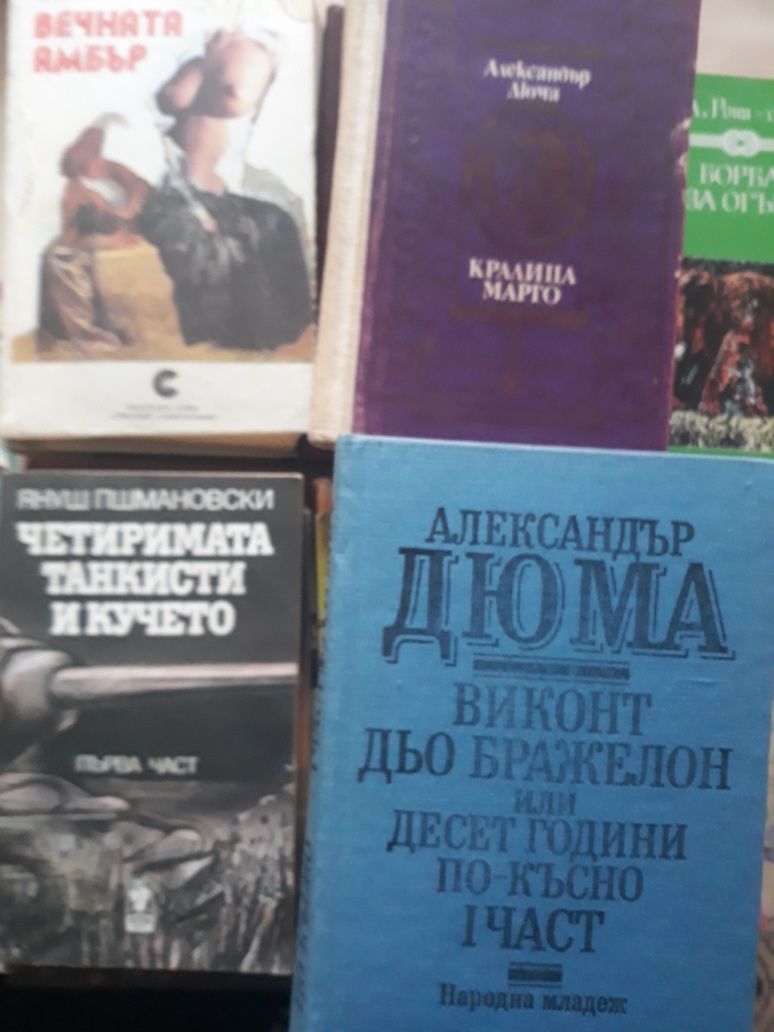 ВЕЧНАТА
АМБЪР
Александър
Дюма
КРАЛИЦА
МАРГО
БОРБА
ЗА ОГЪ
ЯНУШ ПШМАНОВСКИ
ЧЕТИРИМАТА
ТАНКИСТИ
И КУЧЕТО
ПЪРВА ЧАСТ
АЛЕКСАНДЪР
ДЮМА
ВИКОНТ
ДЬО БРАЖЕЛОН
ИЛИ
ДЕСЕТ ГОДИНИ
ПО-КЪСНО
I ЧАСТ
Народна младеж